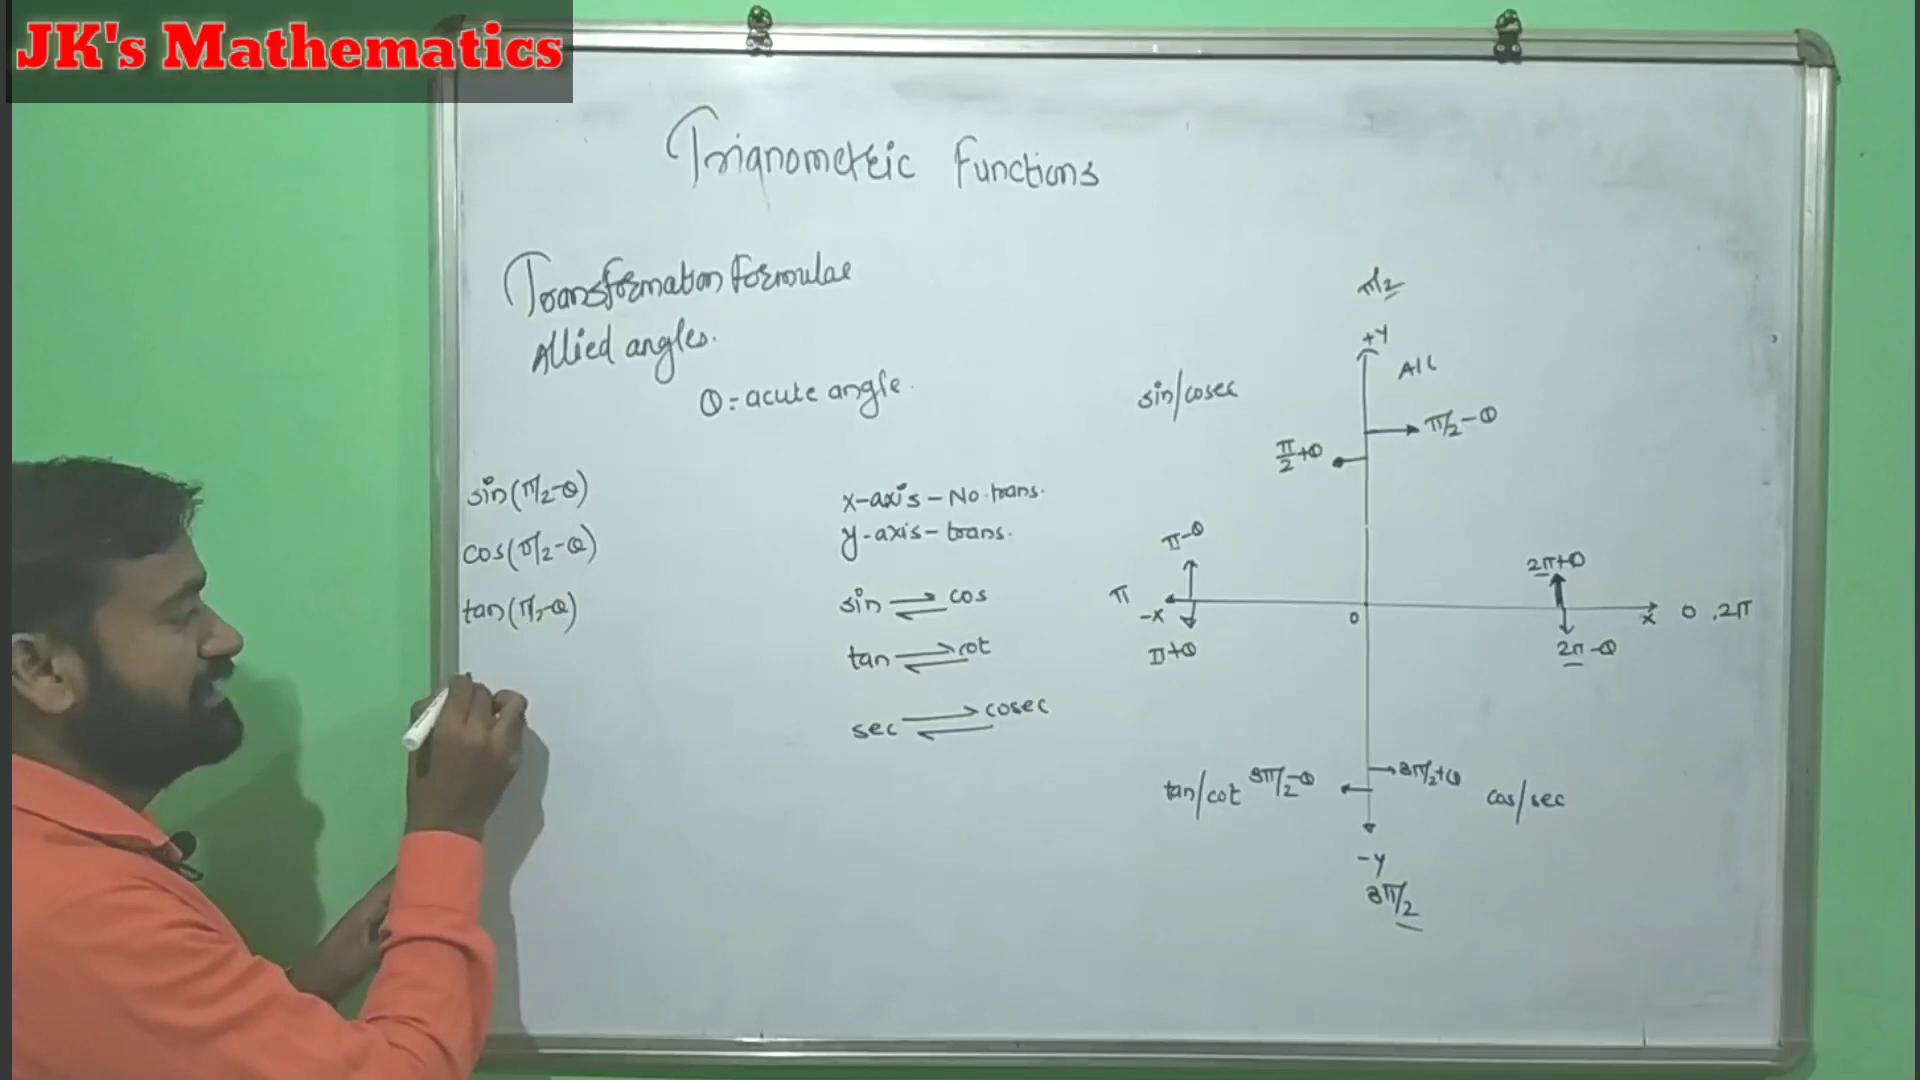 JK's Mathematics
Trignometric Functions
Transformation Formulae
Allied angles.
θ = acute angle.
sin(π/2-θ)
cos(π/2-θ)
tan(π/2-θ)
x-axis - No trans.
y-axis - trans.
sin ⇌ cos
tan ⇌ cot
sec ⇌ cosec
π/2
+Y
sin/cosec
π/2-θ
π/2+θ
π-θ
2π+θ
π
-X
0
X
0, 2π
π+θ
2π-θ
3π/2+θ
tan/cot
3π/2-θ
cos/sec
-Y
3π/2